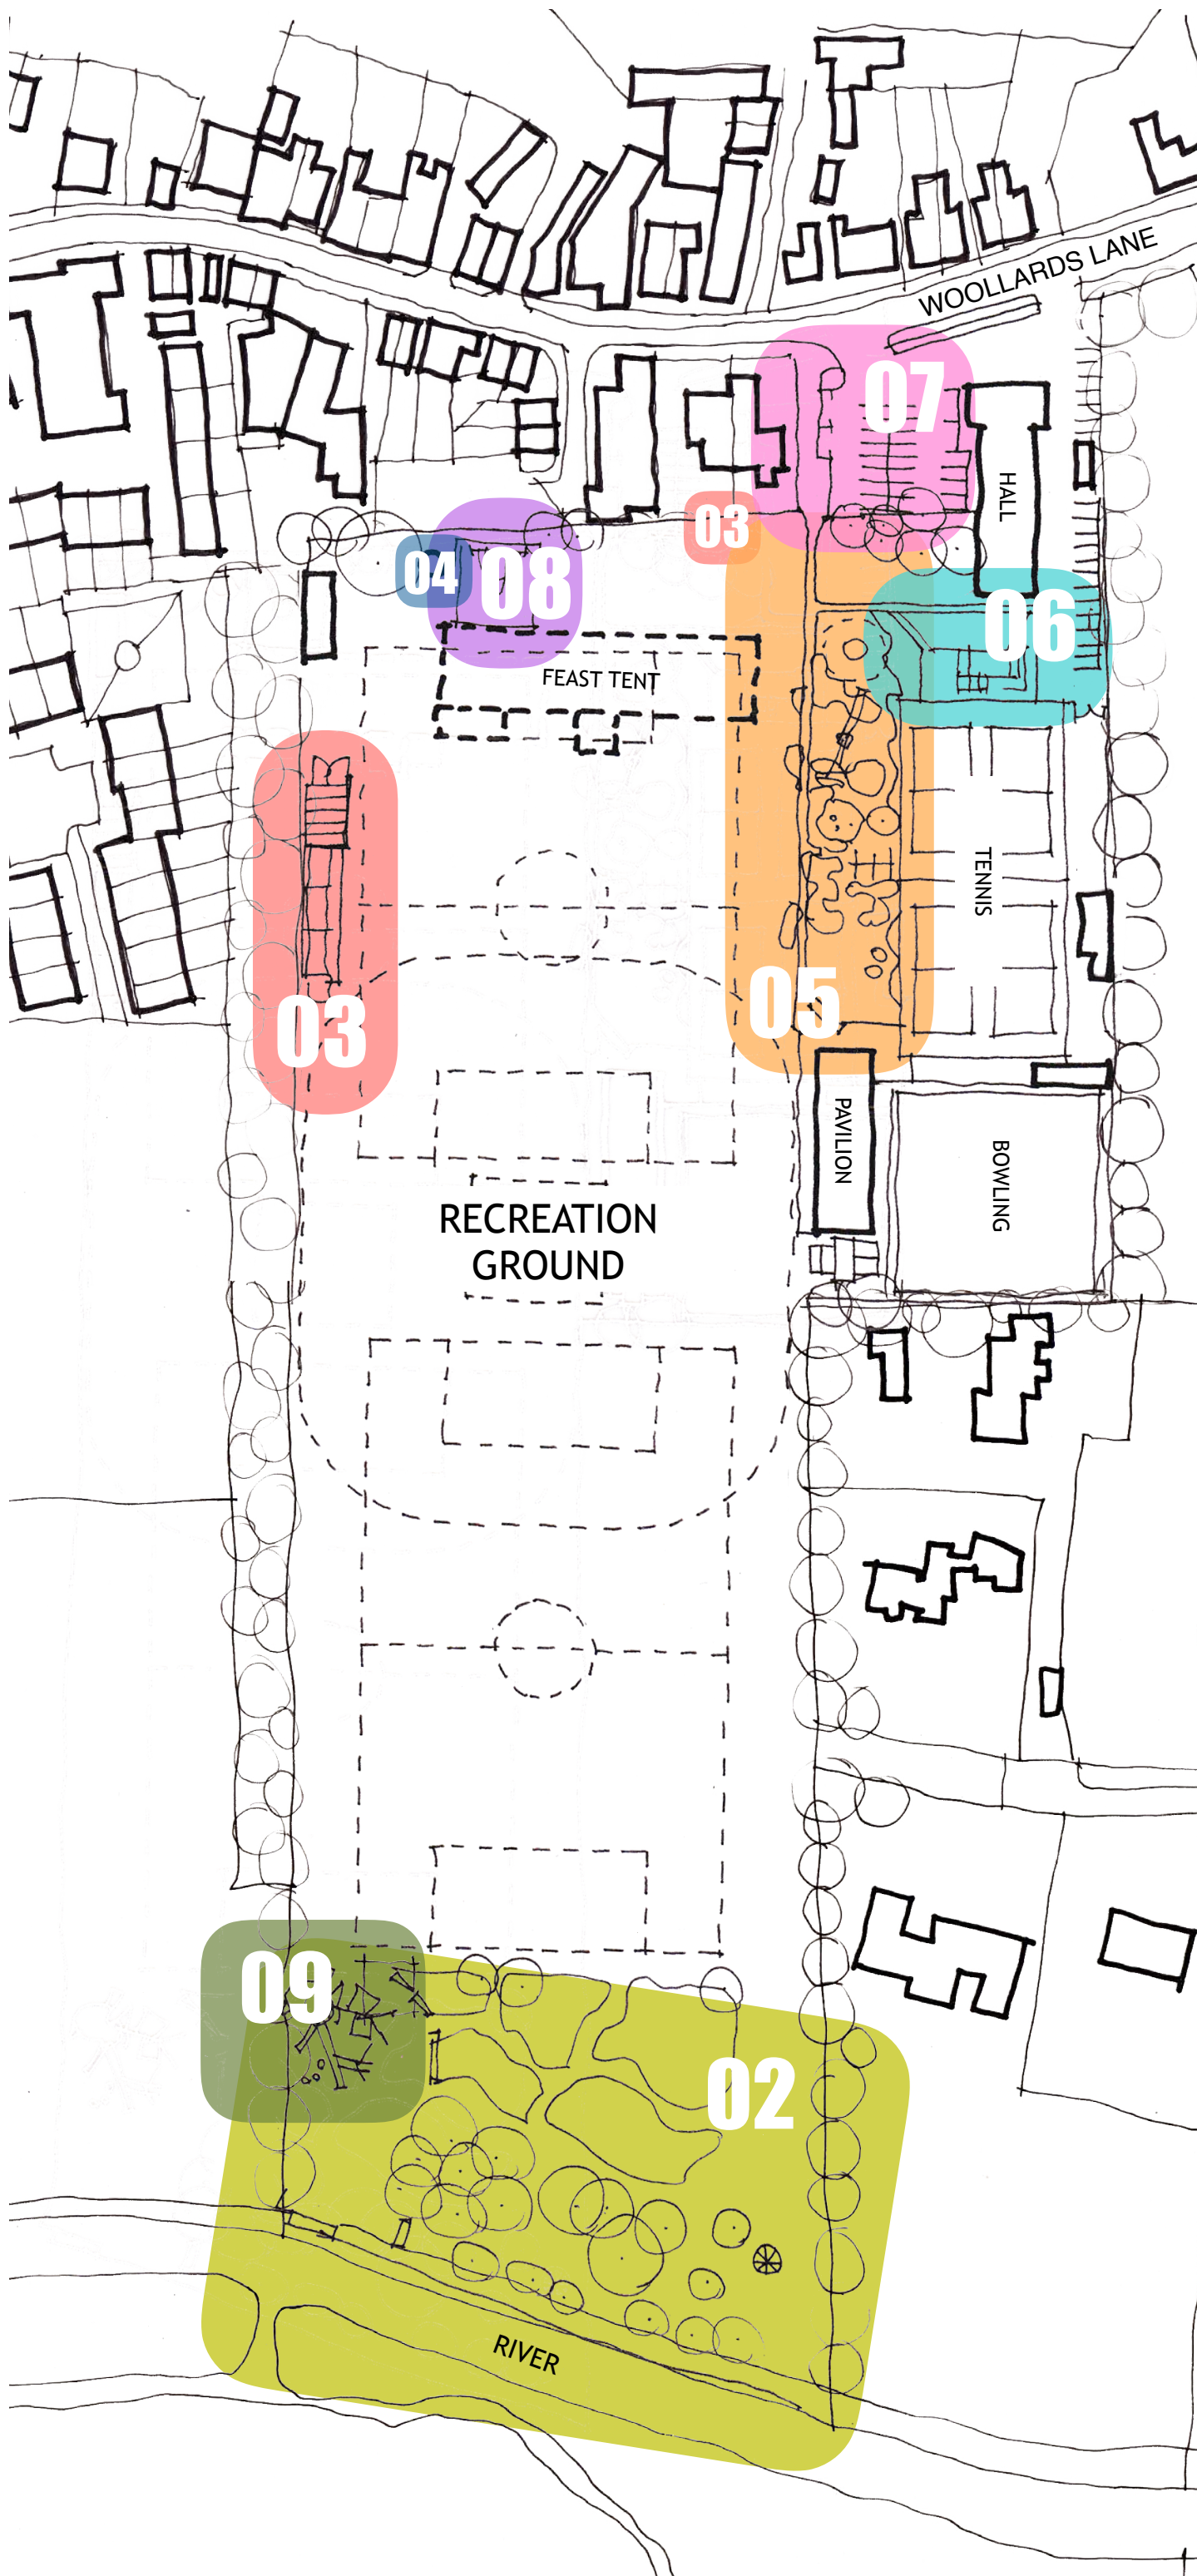 WOOLLARDS LANE
07
HALL
03
04
08
06
FEAST TENT
TENNIS
05
03
PAVILION
BOWLING
RECREATION
GROUND
09
02
RIVER